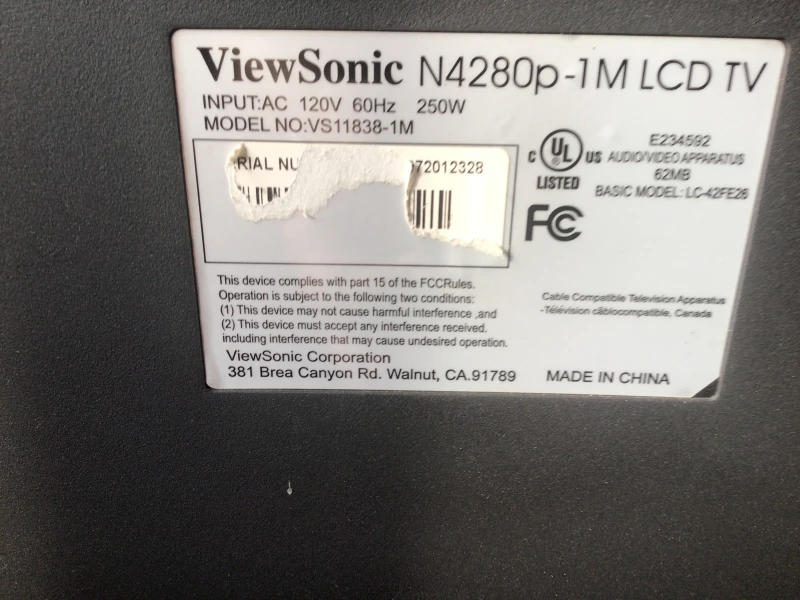 ViewSonic N4280p-1M LCD TV
INPUT:AC 120V 60Hz 250W
MODEL NO:VS11838-1M
RIAL NU 72012328
C UL US
LISTED
E234592
AUDIO/VIDEO APPARATUS
62MB
BASIC MODEL: LC-42FE26
FC
This device complies with part 15 of the FCCRules.
Operation is subject to the following two conditions:
(1) This device may not cause harmful interference ,and
(2) This device must accept any interference received.
including interference that may cause undesired operation.
Cable Compatible Television Apparatus
-Télévision câblocompatible, Canada
ViewSonic Corporation
381 Brea Canyon Rd. Walnut, CA.91789
MADE IN CHINA